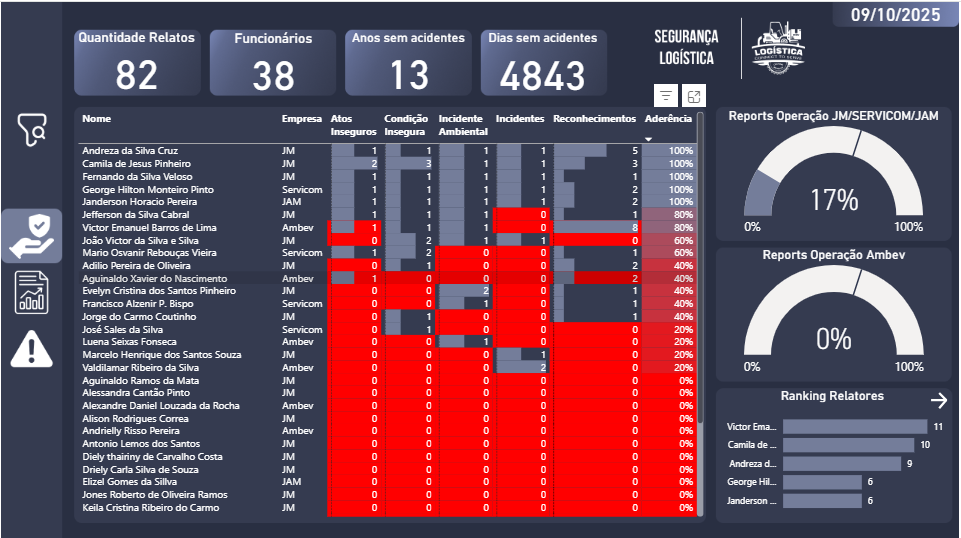 09/10/2025
Quantidade Relatos
82
Funcionários
38
Anos sem acidentes
13
Dias sem acidentes
4843
SEGURANÇA
LOGÍSTICA
LOGÍSTICA
CONNECT TO SERVE
Nome Empresa Atos Inseguros Condição Insegura Incidente Ambiental Incidentes Reconhecimentos Aderência
Andreza da Silva Cruz JM 1 1 1 1 5 100%
Camila de Jesus Pinheiro JM 2 3 1 1 3 100%
Fernando da Silva Veloso JM 1 1 1 1 1 100%
George Hilton Monteiro Pinto Servicom 1 1 1 1 2 100%
Janderson Horacio Pereira JAM 1 1 1 1 2 100%
Jefferson da Silva Cabral JM 1 1 1 0 1 80%
Victor Emanuel Barros de Lima Ambev 1 1 1 0 8 80%
João Victor da Silva e Silva JM 0 2 1 1 0 60%
Mario Osvanir Rebouças Vieira Servicom 1 2 0 0 1 60%
Adilio Pereira de Oliveira JM 0 1 0 0 2 40%
Aguinaldo Xavier do Nascimento Ambev 1 0 0 0 2 40%
Evelyn Cristina dos Santos Pinheiro JM 0 0 2 0 1 40%
Francisco Alzenir P. Bispo Servicom 0 0 1 0 1 40%
Jorge do Carmo Coutinho JM 0 1 0 0 1 40%
José Sales da Silva Servicom 0 1 0 0 0 20%
Luena Seixas Fonseca Ambev 0 0 1 0 0 20%
Marcelo Henrique dos Santos Souza JM 0 0 0 1 0 20%
Valdilamar Ribeiro da Silva Ambev 0 0 0 2 0 20%
Aguinaldo Ramos da Mata JM 0 0 0 0 0 0%
Alessandra Cantão Pinto JM 0 0 0 0 0 0%
Alexandre Daniel Louzada da Rocha Ambev 0 0 0 0 0 0%
Alison Rodrigues Correa JM 0 0 0 0 0 0%
Andrielly Risso Pereira Ambev 0 0 0 0 0 0%
Antonio Lemos dos Santos JM 0 0 0 0 0 0%
Diely thairiny de Carvalho Costa JM 0 0 0 0 0 0%
Driely Carla Silva de Souza JM 0 0 0 0 0 0%
Elizel Gomes da Sillva JAM 0 0 0 0 0 0%
Jones Roberto de Oliveira Ramos JM 0 0 0 0 0 0%
Keila Cristina Ribeiro do Carmo JM 0 0 0 0 0 0%
Reports Operação JM/SERVICOM/JAM
17%
0% 100%
Reports Operação Ambev
0%
0% 100%
Ranking Relatores
Victor Ema... 11
Camila de ... 10
Andreza d... 9
George Hil... 6
Janderson ... 6